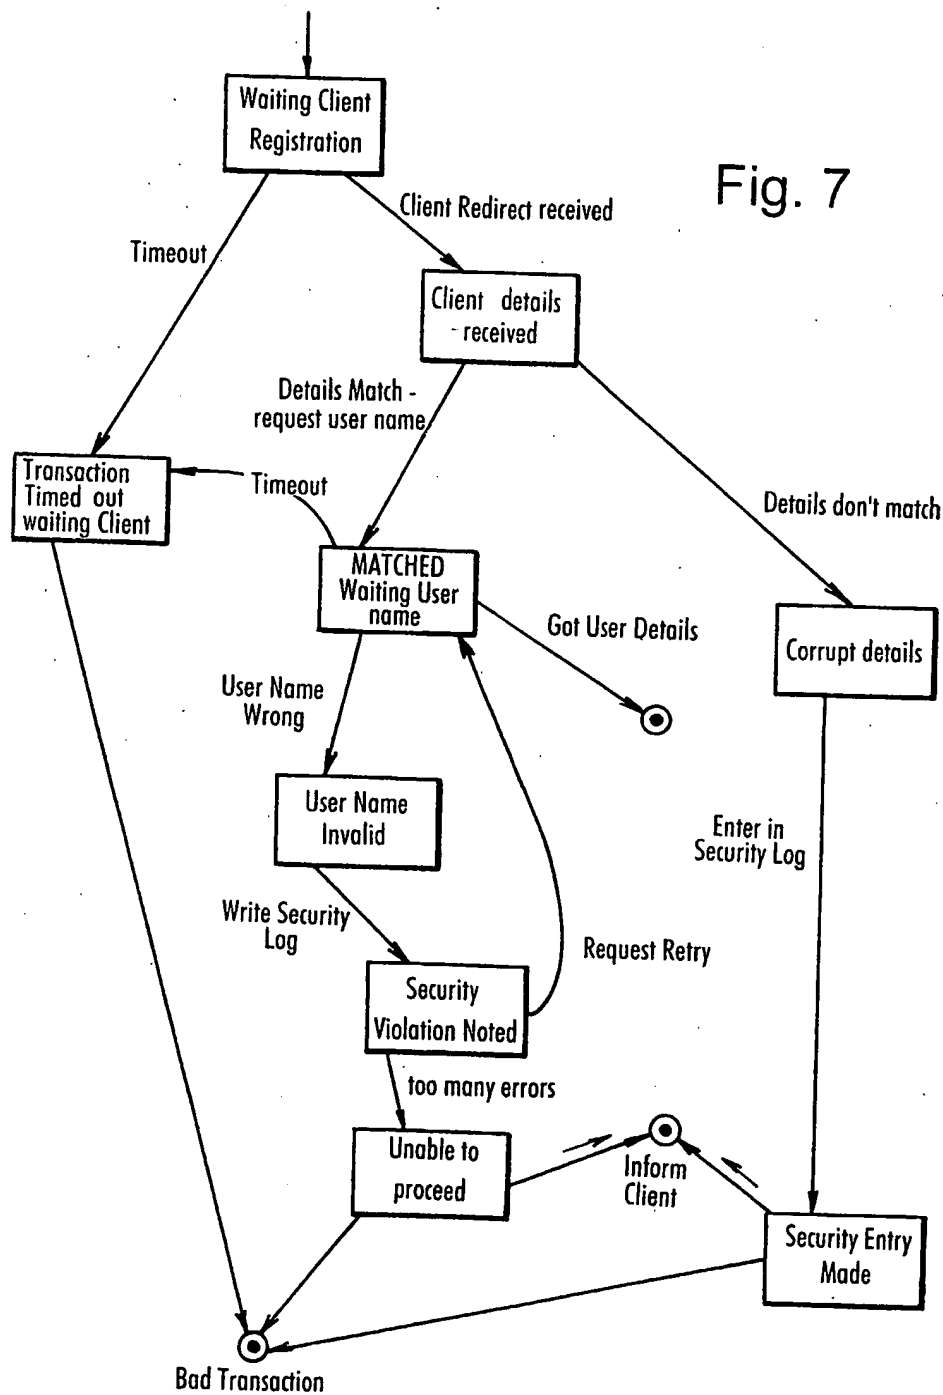 Waiting Client
Registration
Fig. 7
Client Redirect received
Timeout
Client details
- received
Details Match -
request user name
Transaction
Timed out
waiting Client
Timeout
Details don't match
MATCHED
Waiting User
name
Got User Details
Corrupt details
User Name
Wrong
User Name
Invalid
Enter in
Security Log
Write Security
Log
Request Retry
Security
Violation Noted
too many errors
Unable to
proceed
Inform
Client
Security Entry
Made
Bad Transaction